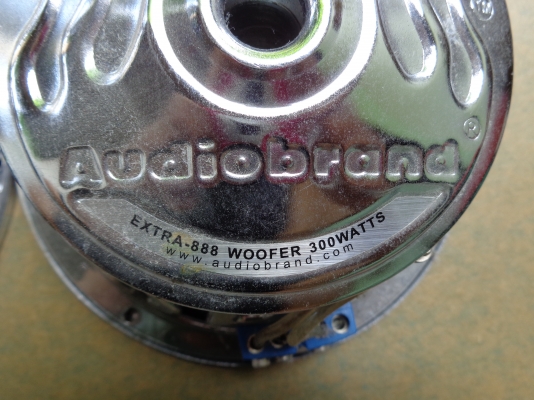 Audiobrand®
EXTRA-888 WOOFER 300WATTS
www.audiobrand.com